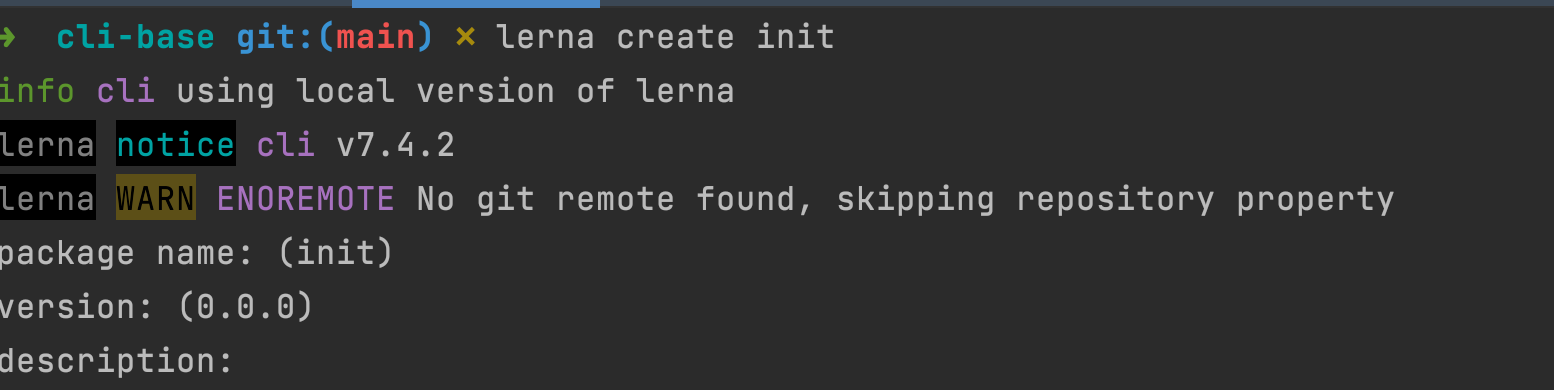 ➜ cli-base git:(main) ✗ lerna create init
info cli using local version of lerna
lerna notice cli v7.4.2
lerna WARN ENOREMOTE No git remote found, skipping repository property
package name: (init)
version: (0.0.0)
description: